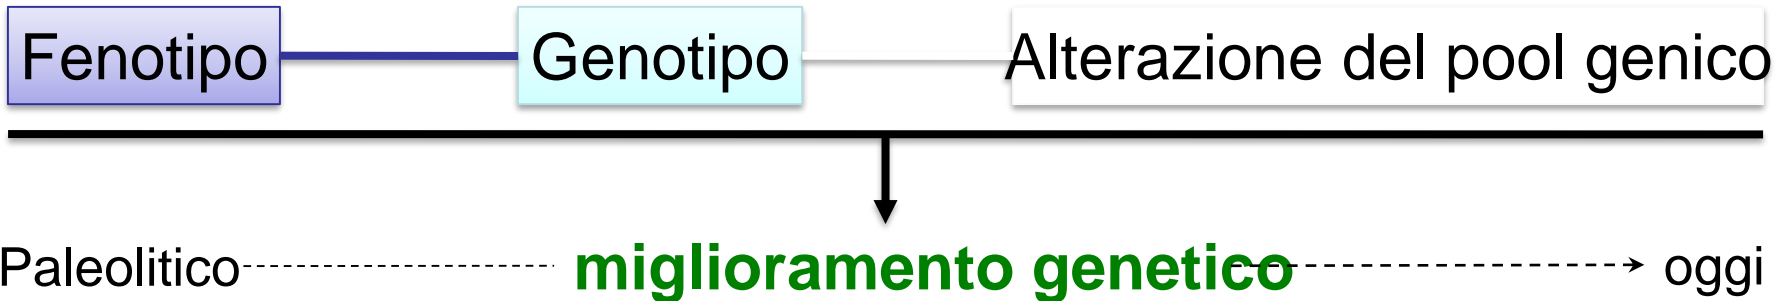 Fenotipo Genotipo Alterazione del pool genico
Paleolitico miglioramento genetico oggi